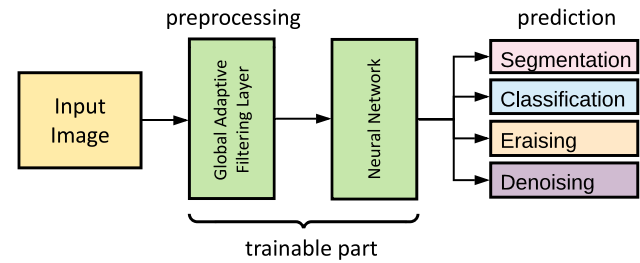 preprocessing
prediction
Input
Image
Global Adaptive
Filtering Layer
Neural Network
Segmentation
Classification
Eraising
Denoising
trainable part